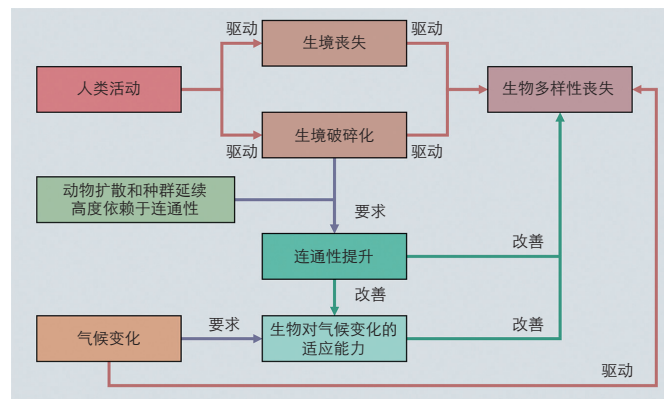 驱动
生境丧失
驱动
人类活动
生物多样性丧失
生境破碎化
驱动
驱动
动物扩散和种群延续
高度依赖于连通性
要求
连通性提升
改善
改善
气候变化
要求
生物对气候变化的
适应能力
改善
驱动